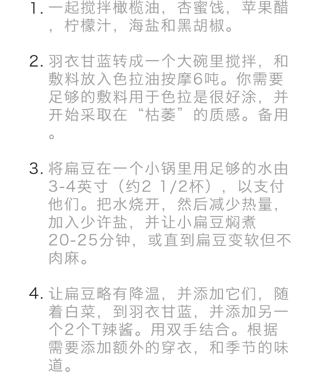 1. 一起搅拌橄榄油，杏蜜饯，苹果醋
，柠檬汁，海盐和黑胡椒。
2. 羽衣甘蓝转成一个大碗里搅拌，和
敷料放入色拉油按摩6吨。你需要
足够的敷料用于色拉是很好涂，并
开始采取在“枯萎”的质感。备用
。
3. 将扁豆在一个小锅里用足够的水由
3-4英寸（约2 1/2杯），以支付
他们。把水烧开，然后减少热量，
加入少许盐，并让小扁豆焖煮
20-25分钟，或直到扁豆变软但不
肉麻。
4. 让扁豆略有降温，并添加它们，随
着白菜，到羽衣甘蓝，并添加另一
个2个T辣酱。用双手结合。根据
需要添加额外的穿衣，和季节的味
道。